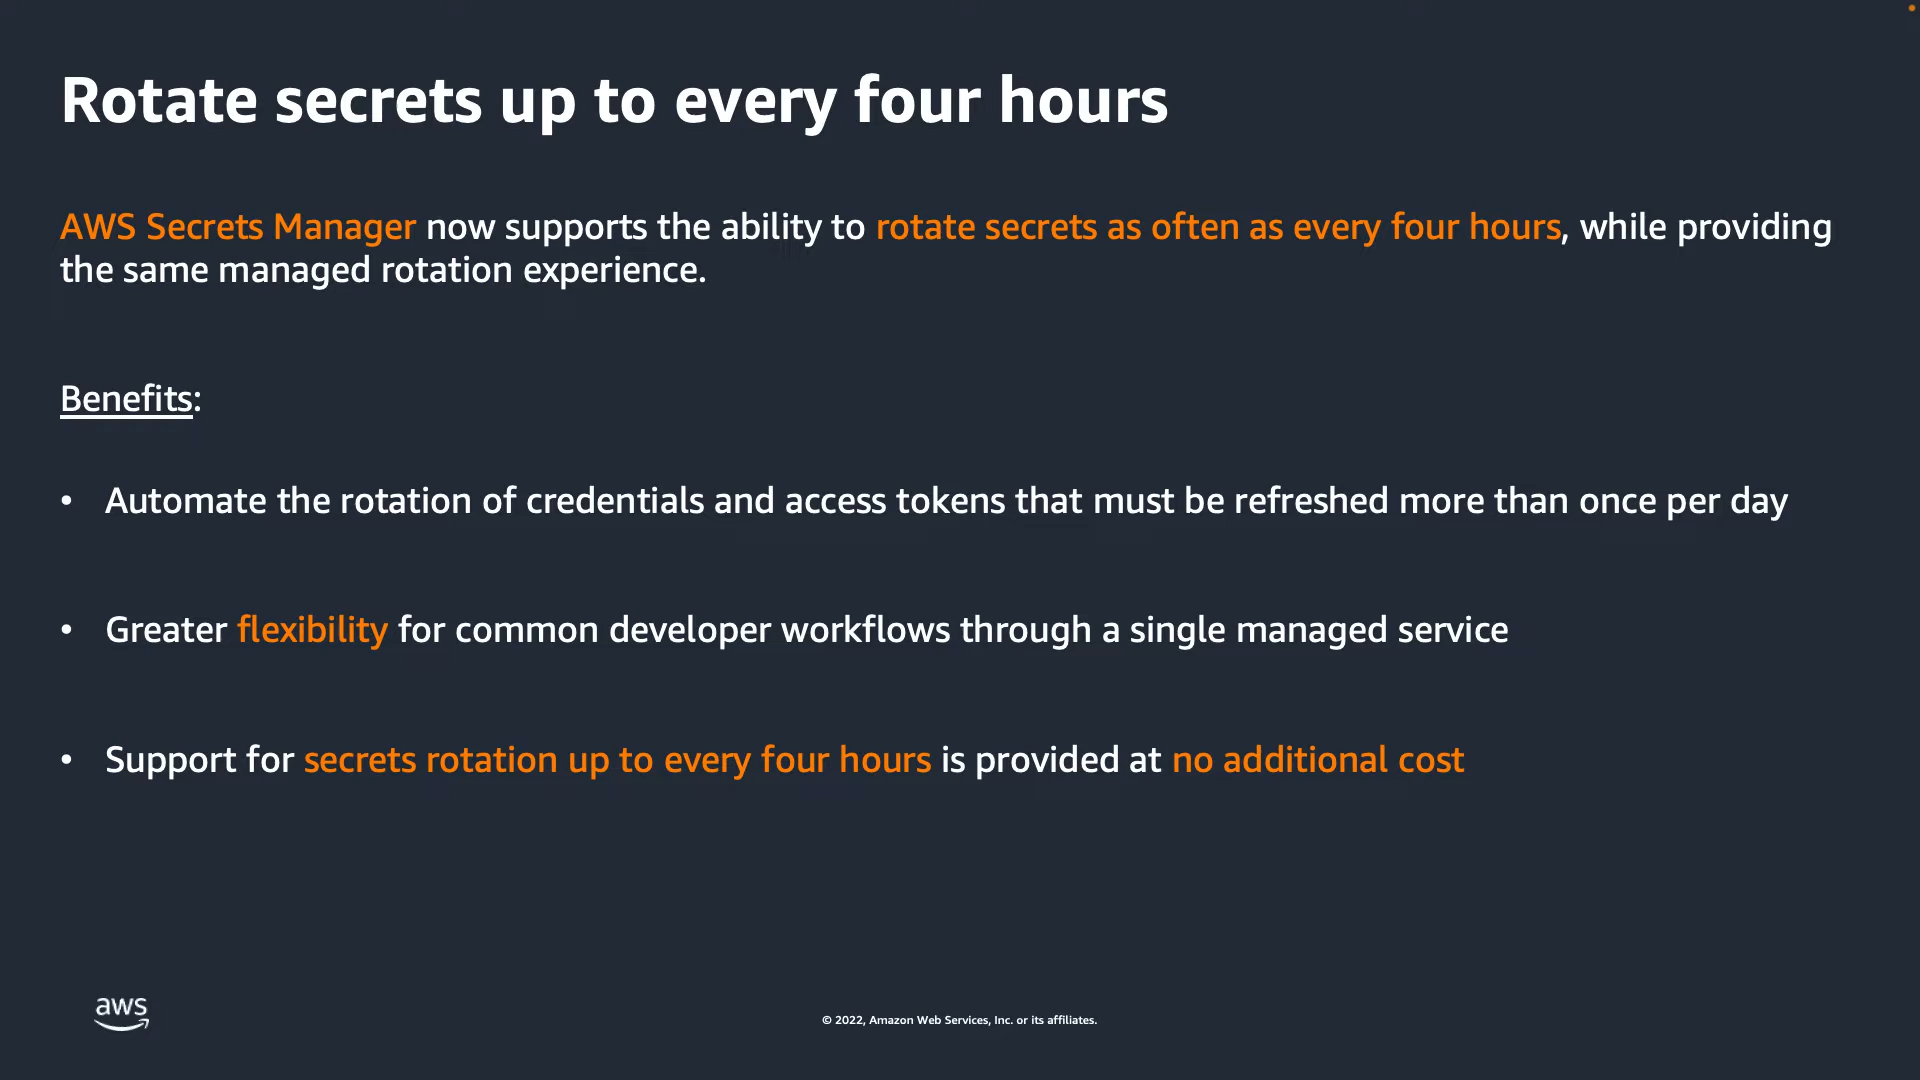 Rotate secrets up to every four hours
AWS Secrets Manager now supports the ability to rotate secrets as often as every four hours, while providing
the same managed rotation experience.
Benefits:
• Automate the rotation of credentials and access tokens that must be refreshed more than once per day
• Greater flexibility for common developer workflows through a single managed service
• Support for secrets rotation up to every four hours is provided at no additional cost
aws
© 2022, Amazon Web Services, Inc. or its affiliates.